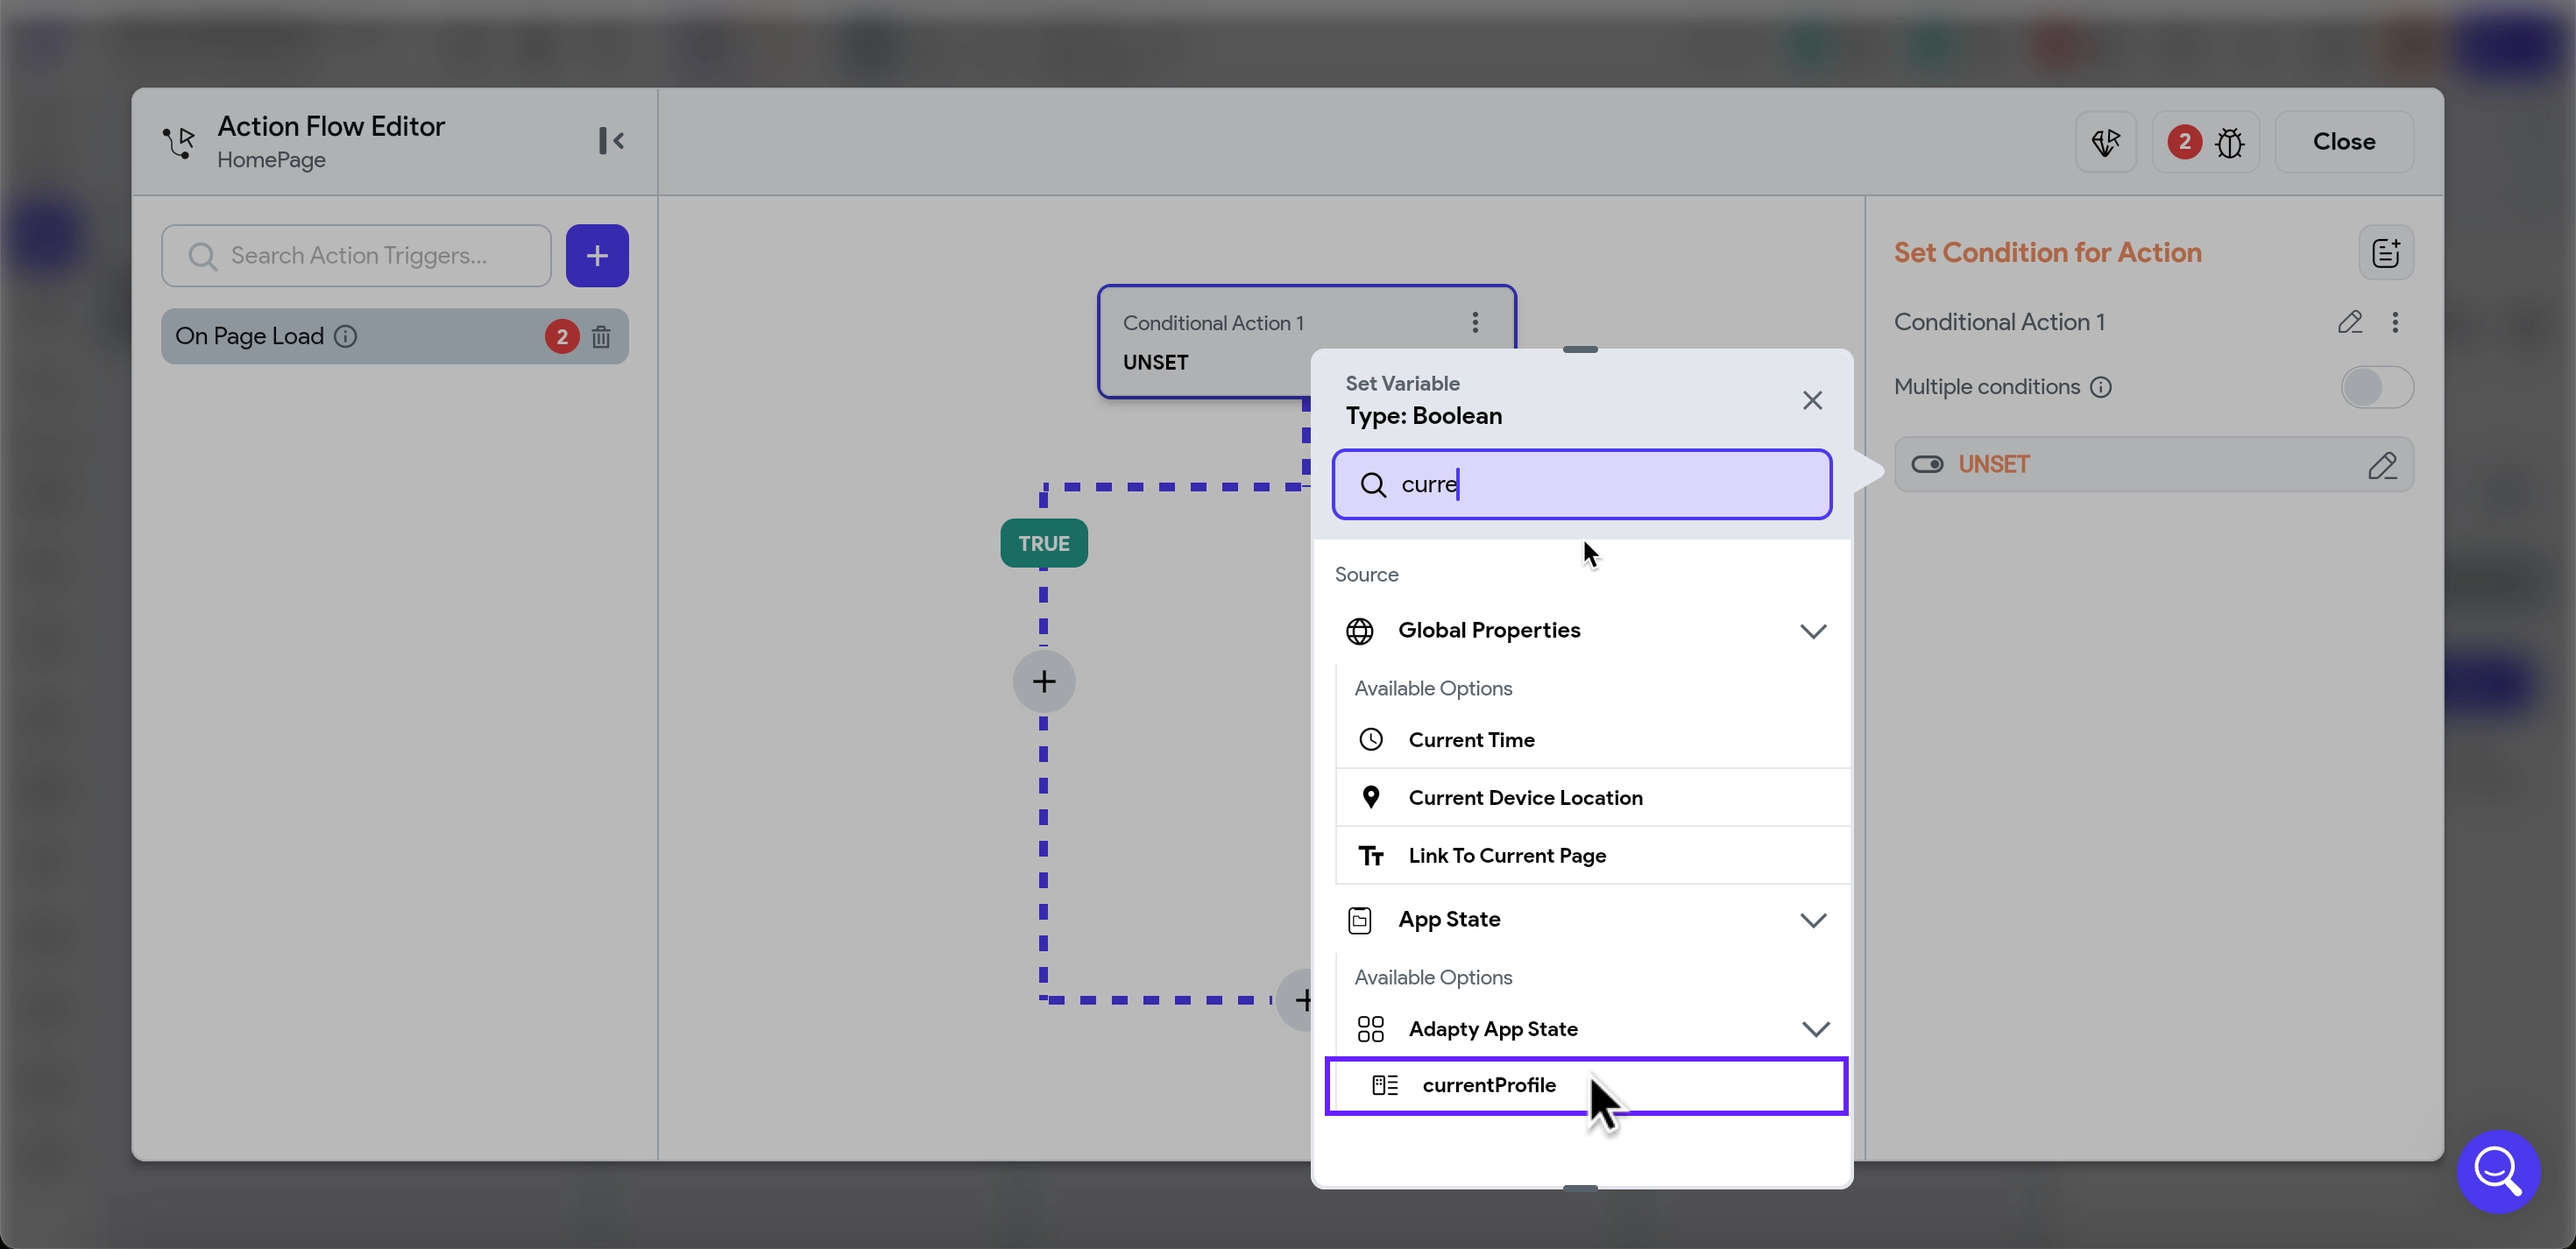 Action Flow Editor
HomePage
2
Close
Search Action Triggers...
On Page Load
2
Conditional Action 1
UNSET
TRUE
Set Variable
Type: Boolean
curre
Source
Global Properties
Available Options
Current Time
Current Device Location
Link To Current Page
App State
Available Options
Adapty App State
currentProfile
Set Condition for Action
Conditional Action 1
Multiple conditions
UNSET